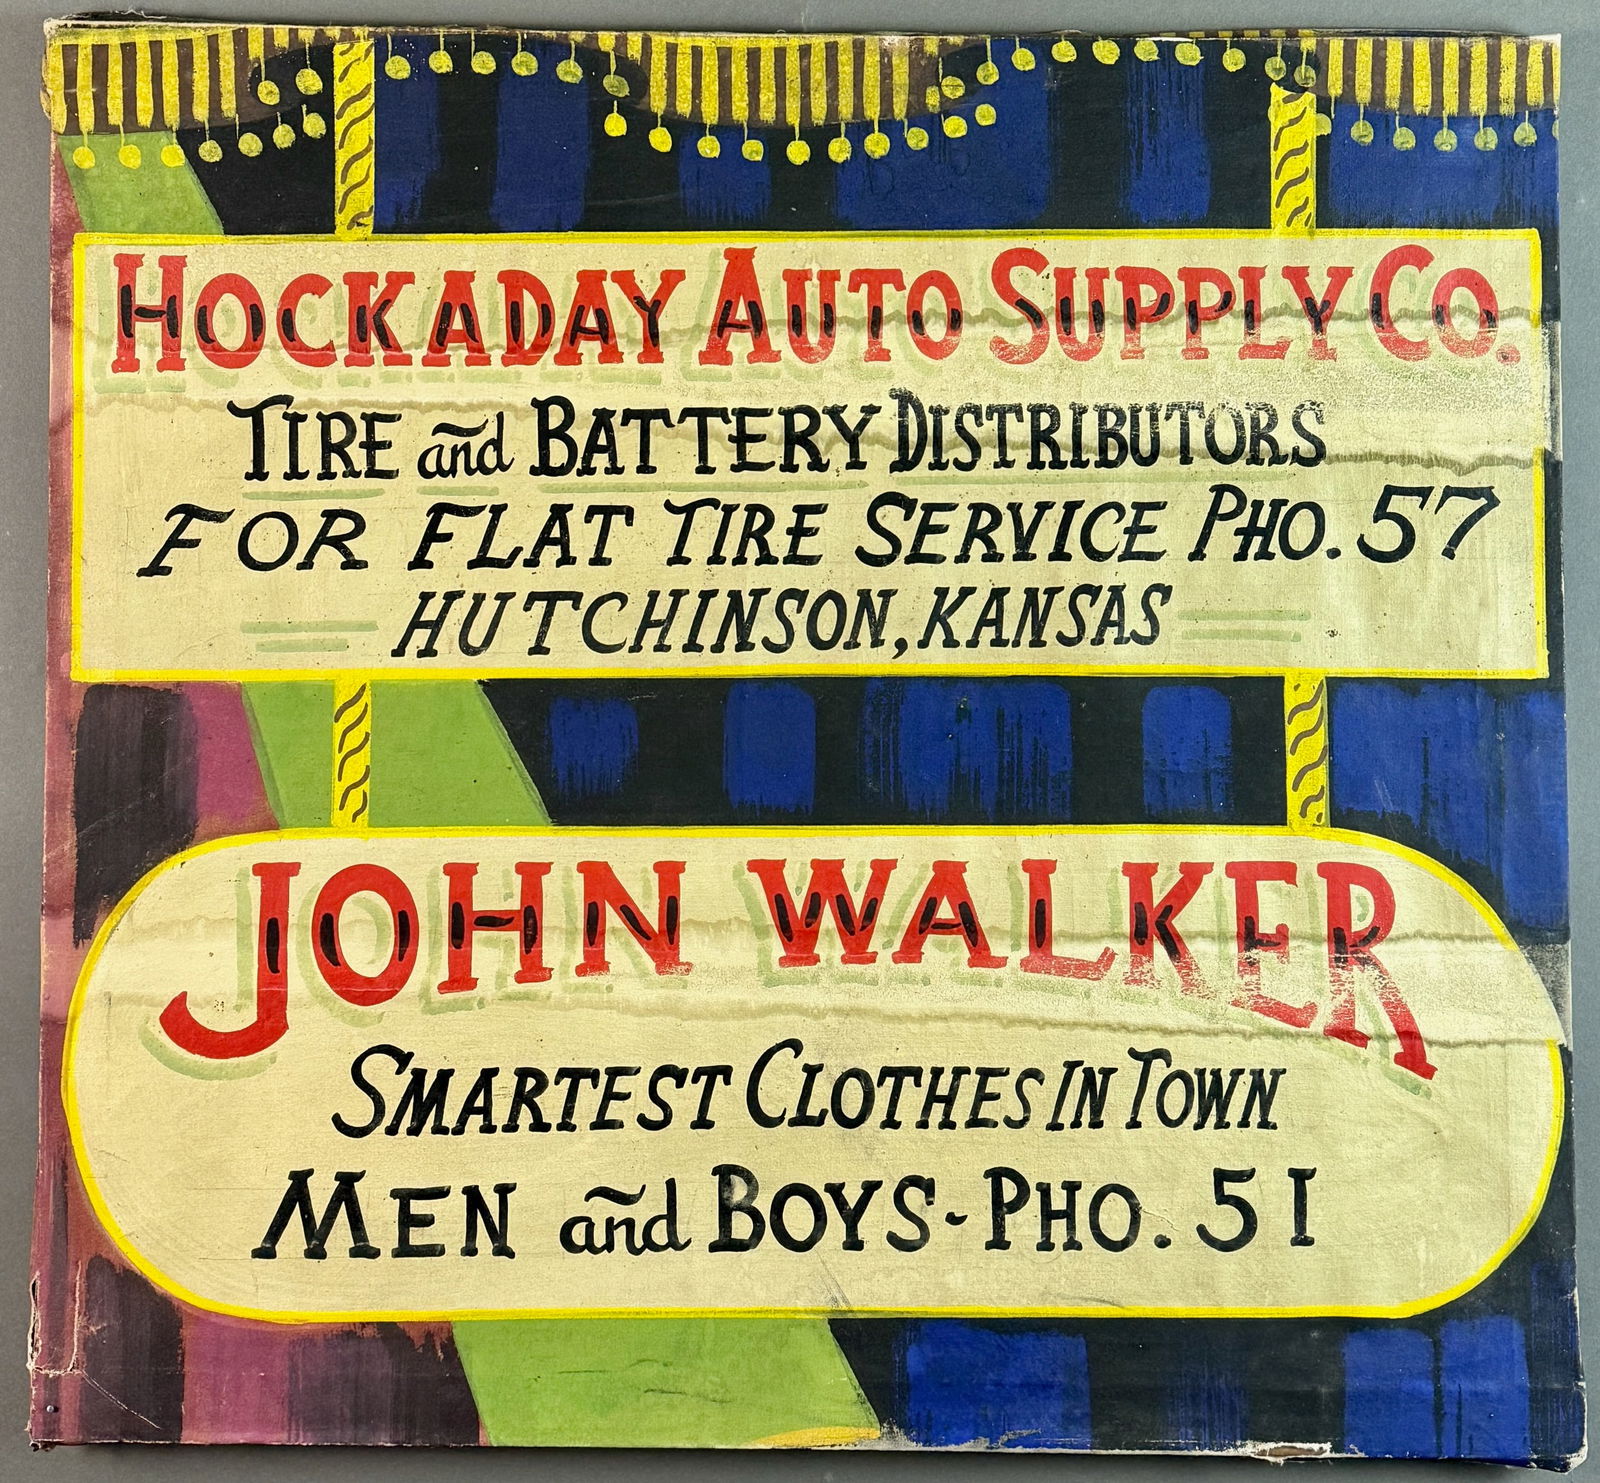 HOCKADAY AUTO SUPPLY CO.
TIRE and BATTERY DISTRIBUTORS
FOR FLAT TIRE SERVICE PHO. 57
HUTCHINSON, KANSAS
JOHN WALKER
SMARTEST CLOTHES IN TOWN
MEN and BOYS - PHO. 51